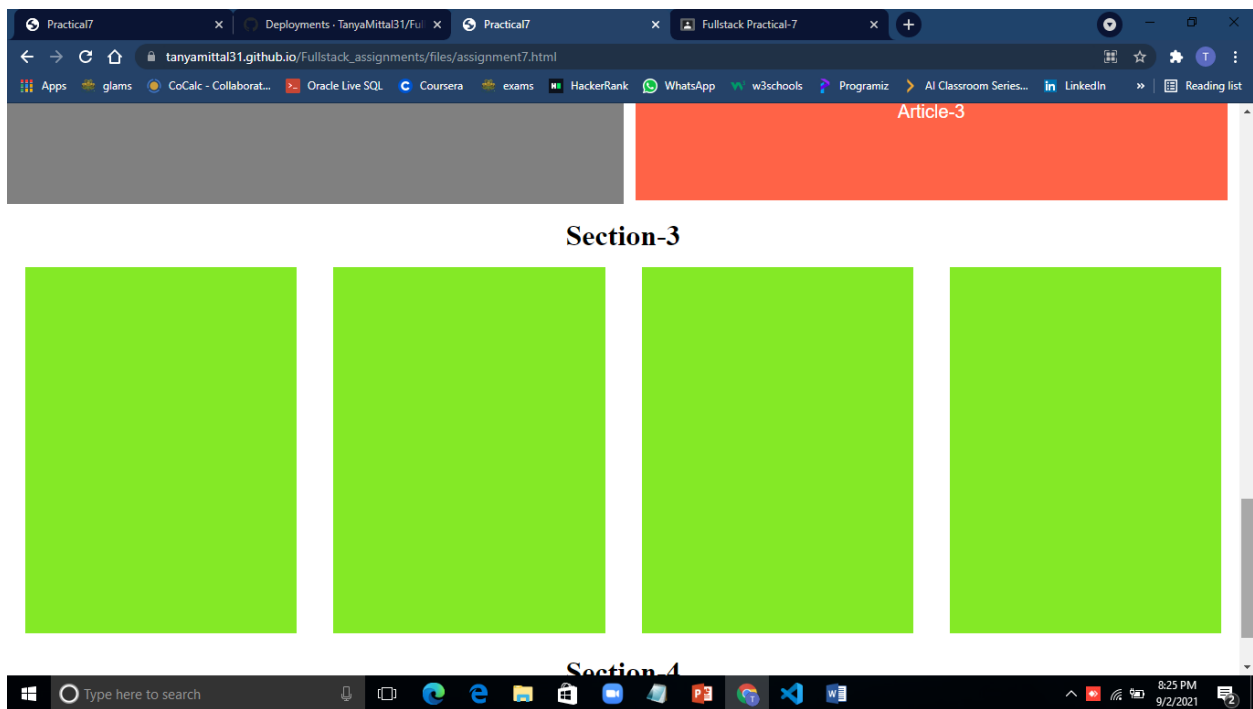 Practical7
Deployments · TanyaMittal31/Ful
Practical7
Fullstack Practical-7
tanyamittal31.github.io/Fullstack_assignments/files/assignment7.html
T
Apps
glams
CoCalc - Collaborat...
Oracle Live SQL
Coursera
exams
HackerRank
WhatsApp
w3schools
Programiz
AI Classroom Series...
LinkedIn
»
Reading list
Article-3
Section-3
Section-4
Type here to search
8:25 PM
9/2/2021
2